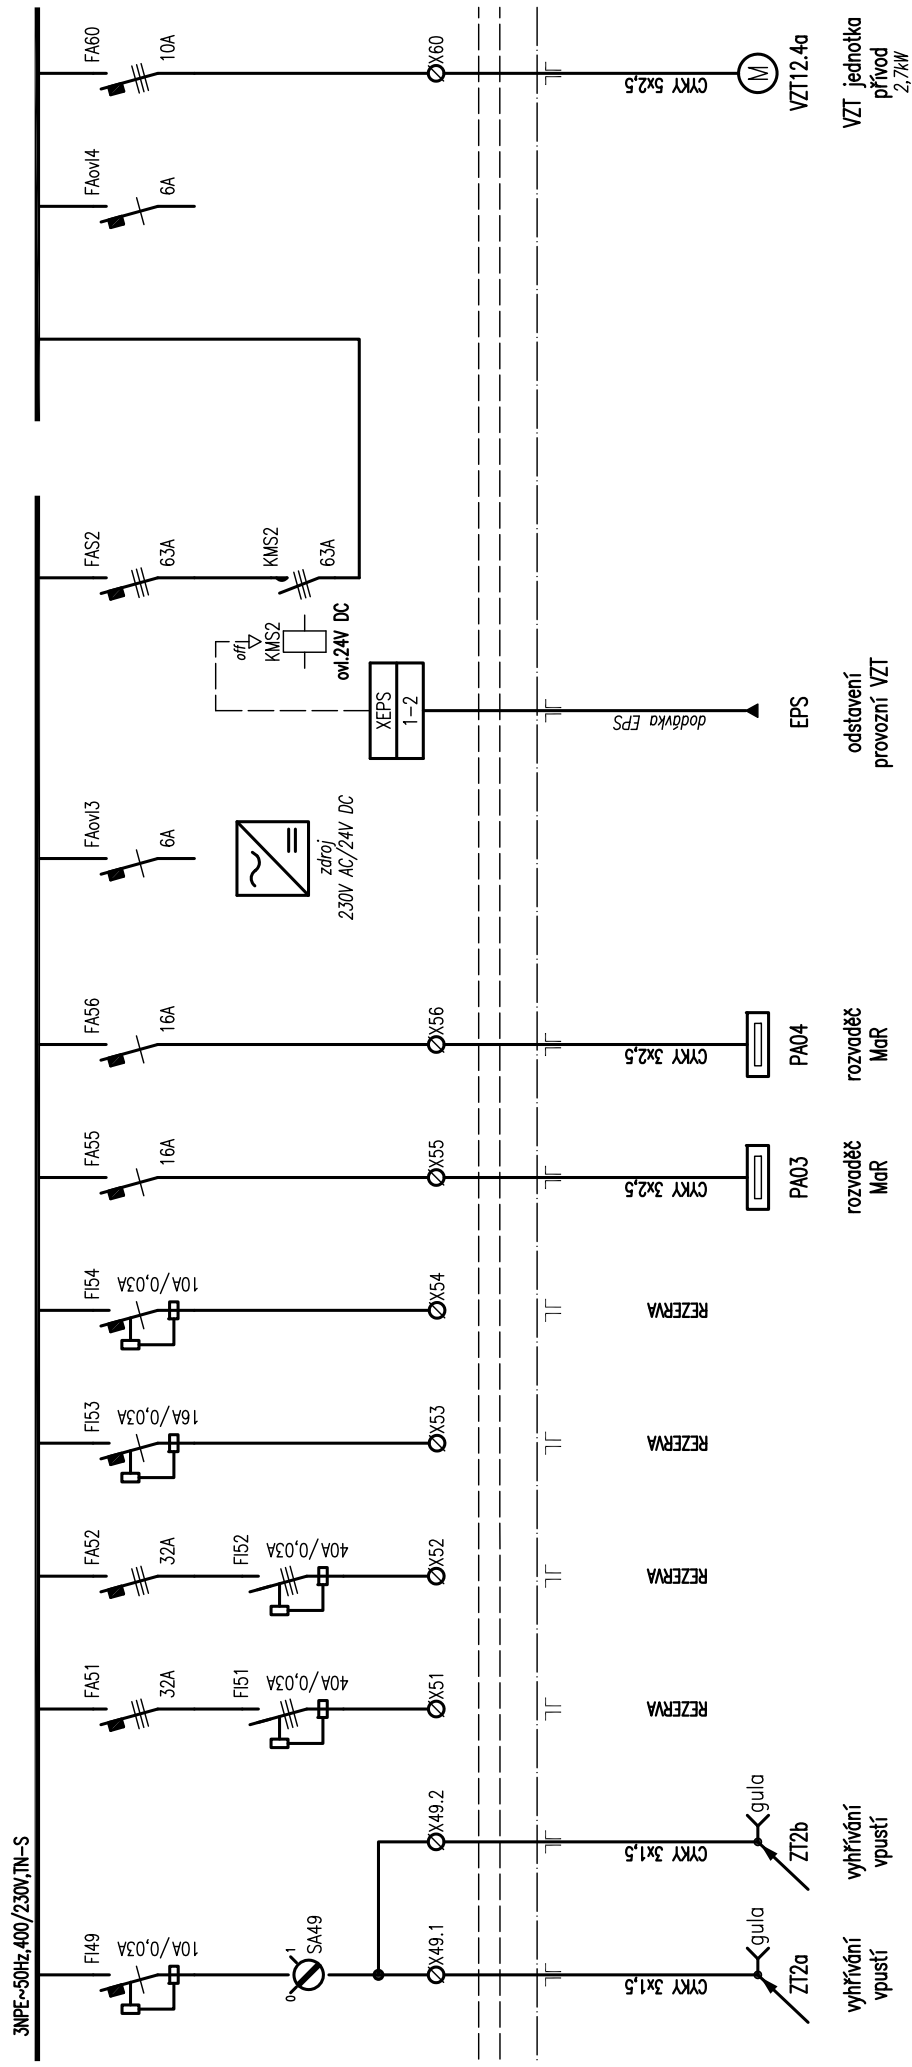 3NPE~50Hz,400/230V,TN-S
FI49
10A/0,03A
SA49
0
1
X49.1
CYKY 3x1,5
gula
ZT2a
vyhřívání
vpustí
X49.2
CYKY 3x1,5
gula
ZT2b
vyhřívání
vpustí
FA51
32A
FI51
40A/0,03A
X51
REZERVA
FA52
32A
FI52
40A/0,03A
X52
REZERVA
FI53
16A/0,03A
X53
REZERVA
FI54
10A/0,03A
X54
REZERVA
FA55
16A
X55
CYKY 3x2,5
PA03
rozvaděč
MaR
FA56
16A
X56
CYKY 3x2,5
PA04
rozvaděč
MaR
FAovl3
6A
zdroj
230V AC/24V DC
XEPS
1-2
dodávka EPS
EPS
odstavení
provozní VZT
off
KMS2
ovl.24V DC
FAS2
63A
KMS2
63A
FAovl4
6A
FA60
10A
X60
CYKY 5x2,5
M
VZT12.4a
VZT jednotka
přívod
2,7kW